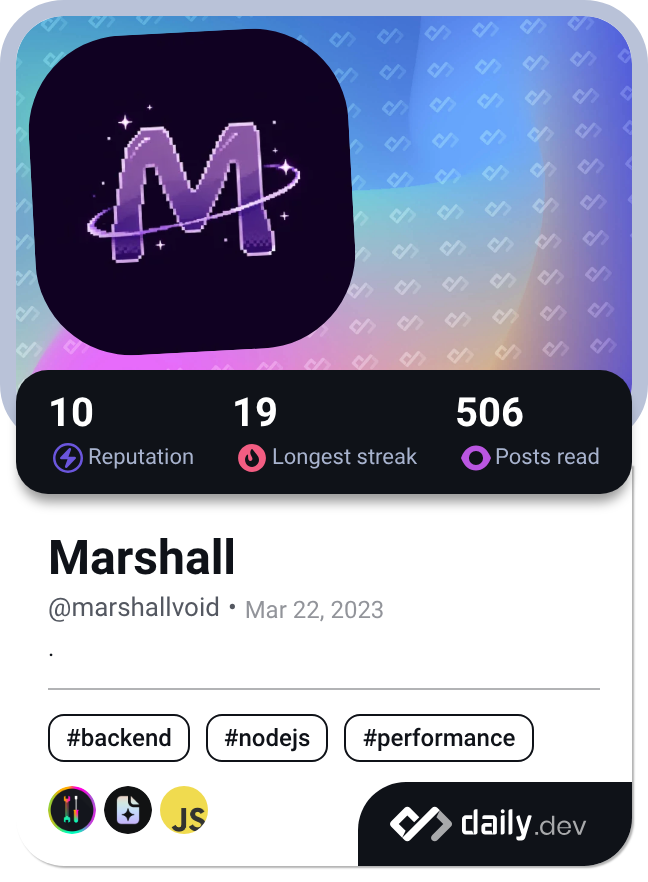 M
10 19 506
Reputation Longest streak Posts read
Marshall
@marshallvoid • Mar 22, 2023
.
#backend #nodejs #performance
JS
daily.dev